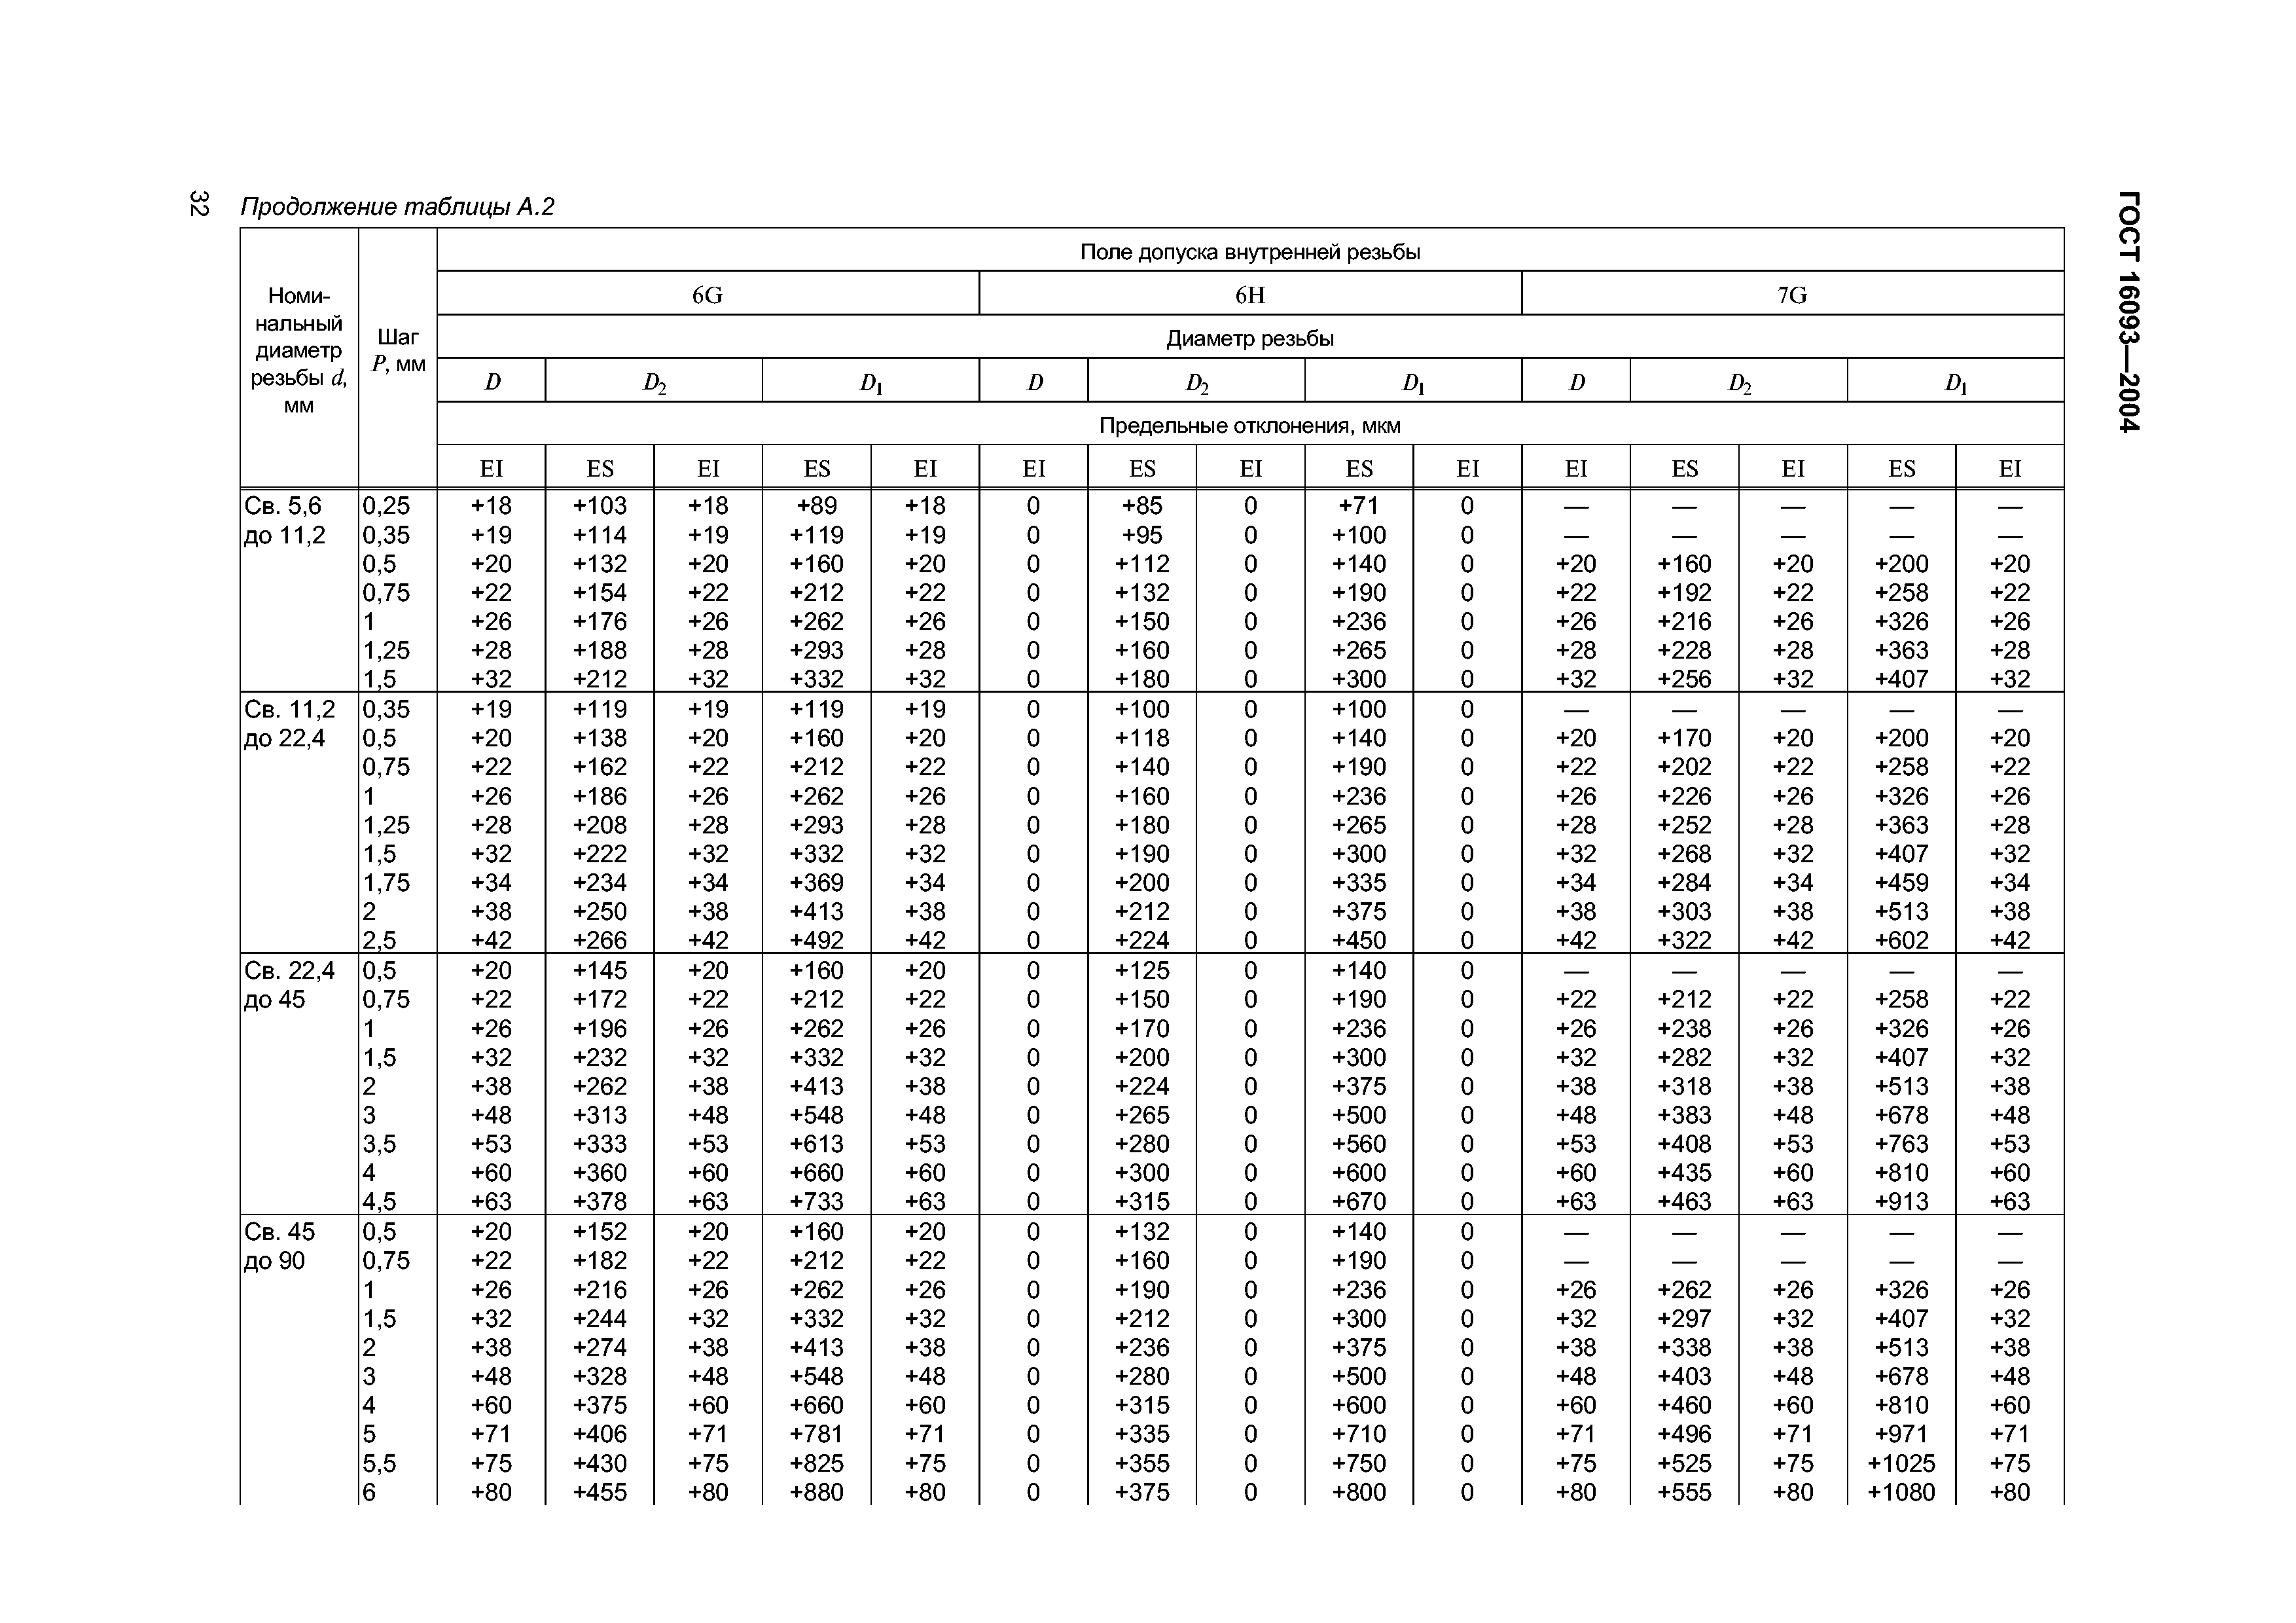 32
Продолжение таблицы А.2
ГОСТ 16093—2004
Номинальный диаметр резьбы d, мм | Шаг P, мм | Поле допуска внутренней резьбы
6G | 6H | 7G
Диаметр резьбы
D | D2 | D1 | D | D2 | D1 | D | D2 | D1
Предельные отклонения, мкм
EI | ES | EI | ES | EI | EI | ES | EI | ES | EI | EI | ES | EI | ES | EI
Св. 5,6 | 0,25 | +18 | +103 | +18 | +89 | +18 | 0 | +85 | 0 | +71 | 0 | — | — | — | — | —
до 11,2 | 0,35 | +19 | +114 | +19 | +119 | +19 | 0 | +95 | 0 | +100 | 0 | — | — | — | — | —
0,5 | +20 | +132 | +20 | +160 | +20 | 0 | +112 | 0 | +140 | 0 | +20 | +160 | +20 | +200 | +20
0,75 | +22 | +154 | +22 | +212 | +22 | 0 | +132 | 0 | +190 | 0 | +22 | +192 | +22 | +258 | +22
1 | +26 | +176 | +26 | +262 | +26 | 0 | +150 | 0 | +236 | 0 | +26 | +216 | +26 | +326 | +26
1,25 | +28 | +188 | +28 | +293 | +28 | 0 | +160 | 0 | +265 | 0 | +28 | +228 | +28 | +363 | +28
1,5 | +32 | +212 | +32 | +332 | +32 | 0 | +180 | 0 | +300 | 0 | +32 | +256 | +32 | +407 | +32
Св. 11,2 | 0,35 | +19 | +119 | +19 | +119 | +19 | 0 | +100 | 0 | +100 | 0 | — | — | — | — | —
до 22,4 | 0,5 | +20 | +138 | +20 | +160 | +20 | 0 | +118 | 0 | +140 | 0 | +20 | +170 | +20 | +200 | +20
0,75 | +22 | +162 | +22 | +212 | +22 | 0 | +140 | 0 | +190 | 0 | +22 | +202 | +22 | +258 | +22
1 | +26 | +186 | +26 | +262 | +26 | 0 | +160 | 0 | +236 | 0 | +26 | +226 | +26 | +326 | +26
1,25 | +28 | +208 | +28 | +293 | +28 | 0 | +180 | 0 | +265 | 0 | +28 | +252 | +28 | +363 | +28
1,5 | +32 | +222 | +32 | +332 | +32 | 0 | +190 | 0 | +300 | 0 | +32 | +268 | +32 | +407 | +32
1,75 | +34 | +234 | +34 | +369 | +34 | 0 | +200 | 0 | +335 | 0 | +34 | +284 | +34 | +459 | +34
2 | +38 | +250 | +38 | +413 | +38 | 0 | +212 | 0 | +375 | 0 | +38 | +303 | +38 | +513 | +38
2,5 | +42 | +266 | +42 | +492 | +42 | 0 | +224 | 0 | +450 | 0 | +42 | +322 | +42 | +602 | +42
Св. 22,4 | 0,5 | +20 | +145 | +20 | +160 | +20 | 0 | +125 | 0 | +140 | 0 | — | — | — | — | —
до 45 | 0,75 | +22 | +172 | +22 | +212 | +22 | 0 | +150 | 0 | +190 | 0 | +22 | +212 | +22 | +258 | +22
1 | +26 | +196 | +26 | +262 | +26 | 0 | +170 | 0 | +236 | 0 | +26 | +238 | +26 | +326 | +26
1,5 | +32 | +232 | +32 | +332 | +32 | 0 | +200 | 0 | +300 | 0 | +32 | +282 | +32 | +407 | +32
2 | +38 | +262 | +38 | +413 | +38 | 0 | +224 | 0 | +375 | 0 | +38 | +318 | +38 | +513 | +38
3 | +48 | +313 | +48 | +548 | +48 | 0 | +265 | 0 | +500 | 0 | +48 | +383 | +48 | +678 | +48
3,5 | +53 | +333 | +53 | +613 | +53 | 0 | +280 | 0 | +560 | 0 | +53 | +408 | +53 | +763 | +53
4 | +60 | +360 | +60 | +660 | +60 | 0 | +300 | 0 | +600 | 0 | +60 | +435 | +60 | +810 | +60
4,5 | +63 | +378 | +63 | +733 | +63 | 0 | +315 | 0 | +670 | 0 | +63 | +463 | +63 | +913 | +63
Св. 45 | 0,5 | +20 | +152 | +20 | +160 | +20 | 0 | +132 | 0 | +140 | 0 | — | — | — | — | —
до 90 | 0,75 | +22 | +182 | +22 | +212 | +22 | 0 | +160 | 0 | +190 | 0 | — | — | — | — | —
1 | +26 | +216 | +26 | +262 | +26 | 0 | +190 | 0 | +236 | 0 | +26 | +262 | +26 | +326 | +26
1,5 | +32 | +244 | +32 | +332 | +32 | 0 | +212 | 0 | +300 | 0 | +32 | +297 | +32 | +407 | +32
2 | +38 | +274 | +38 | +413 | +38 | 0 | +236 | 0 | +375 | 0 | +38 | +338 | +38 | +513 | +38
3 | +48 | +328 | +48 | +548 | +48 | 0 | +280 | 0 | +500 | 0 | +48 | +403 | +48 | +678 | +48
4 | +60 | +375 | +60 | +660 | +60 | 0 | +315 | 0 | +600 | 0 | +60 | +460 | +60 | +810 | +60
5 | +71 | +406 | +71 | +781 | +71 | 0 | +335 | 0 | +710 | 0 | +71 | +496 | +71 | +971 | +71
5,5 | +75 | +430 | +75 | +825 | +75 | 0 | +355 | 0 | +750 | 0 | +75 | +525 | +75 | +1025 | +75
6 | +80 | +455 | +80 | +880 | +80 | 0 | +375 | 0 | +800 | 0 | +80 | +555 | +80 | +1080 | +80